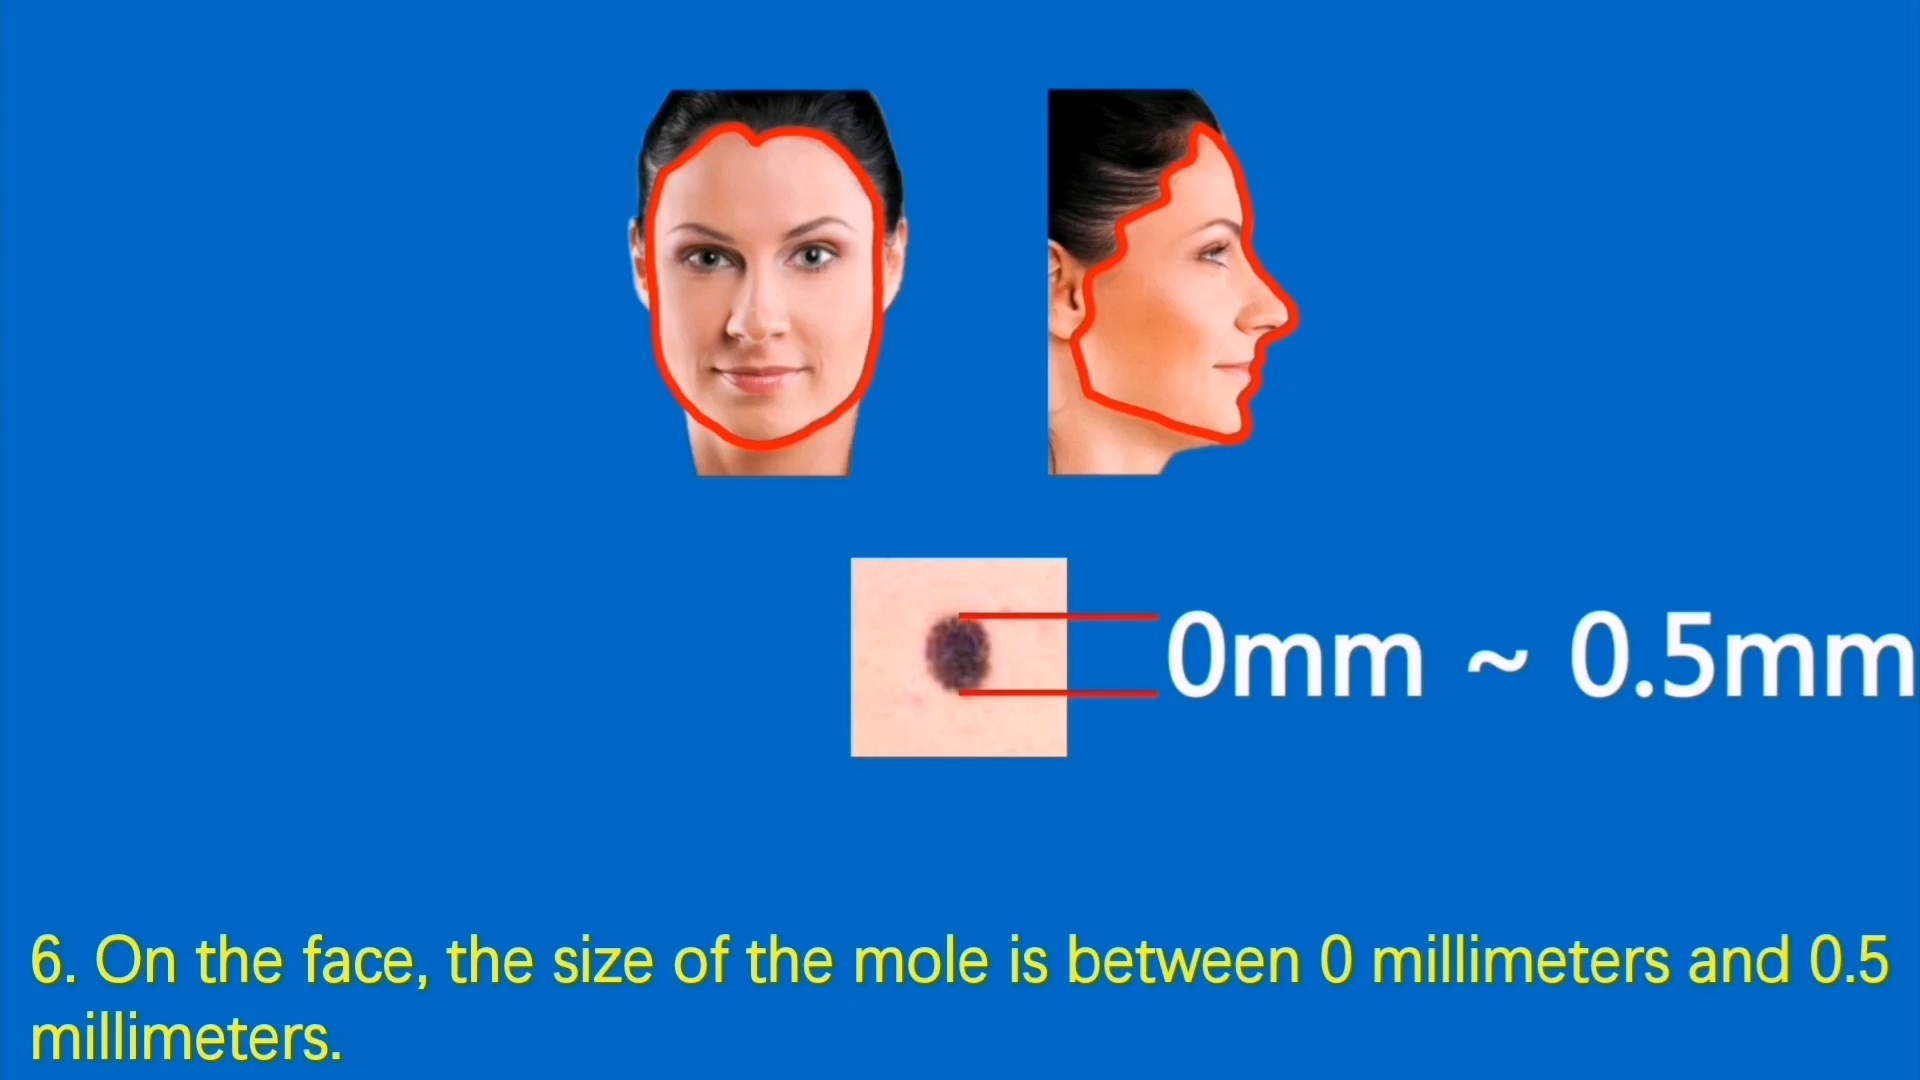 0mm ~ 0.5mm
6. On the face, the size of the mole is between 0 millimeters and 0.5
millimeters.